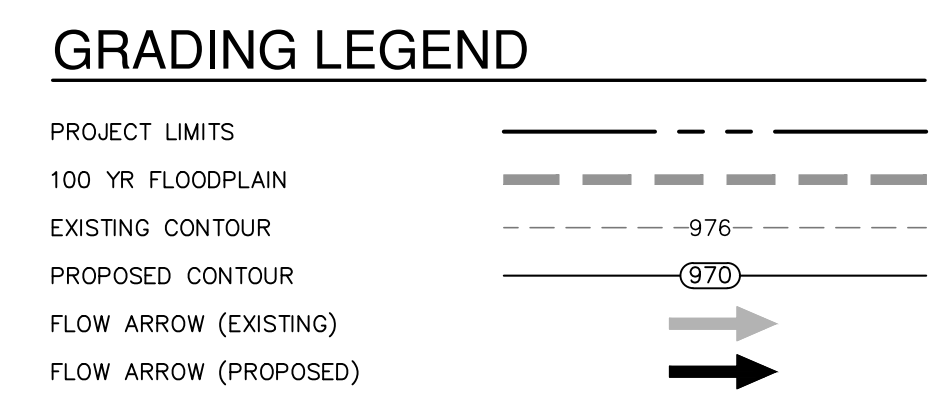 GRADING LEGEND
PROJECT LIMITS
100 YR FLOODPLAIN
EXISTING CONTOUR 976
PROPOSED CONTOUR 970
FLOW ARROW (EXISTING)
FLOW ARROW (PROPOSED)